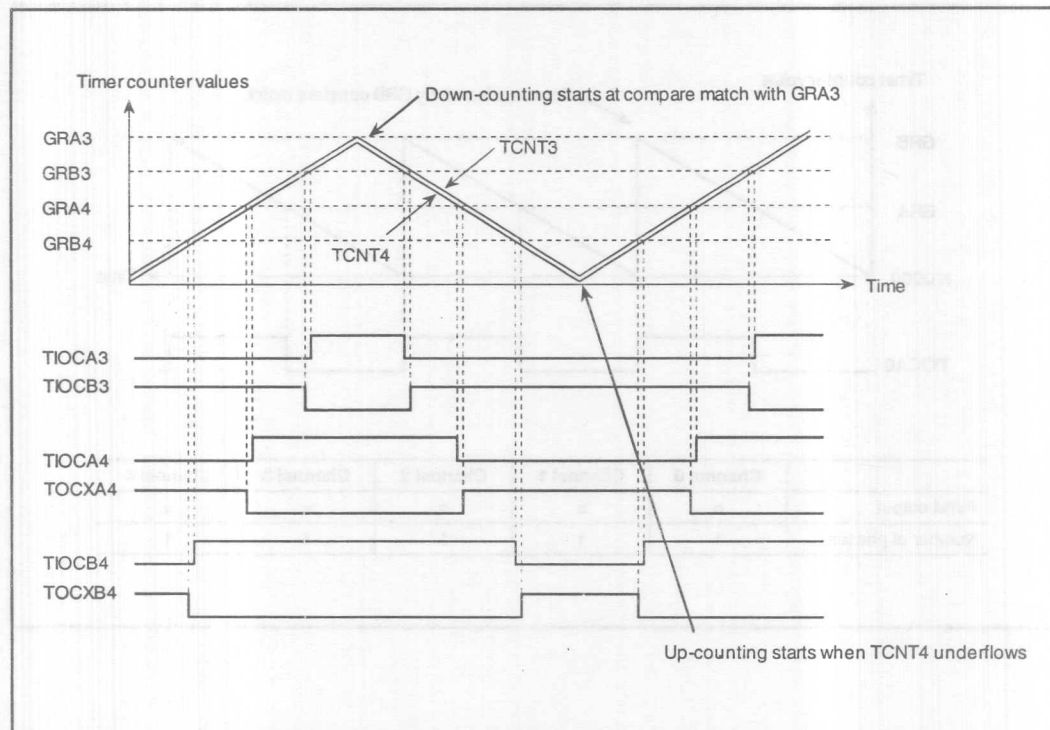 Timer counter values
Down-counting starts at compare match with GRA3
GRA3
TCNT3
GRB3
GRA4
GRB4
TCNT4
Time
TIOCA3
TIOCB3
TIOCA4
TOCXA4
TIOCB4
TOCXB4
Up-counting starts when TCNT4 underflows